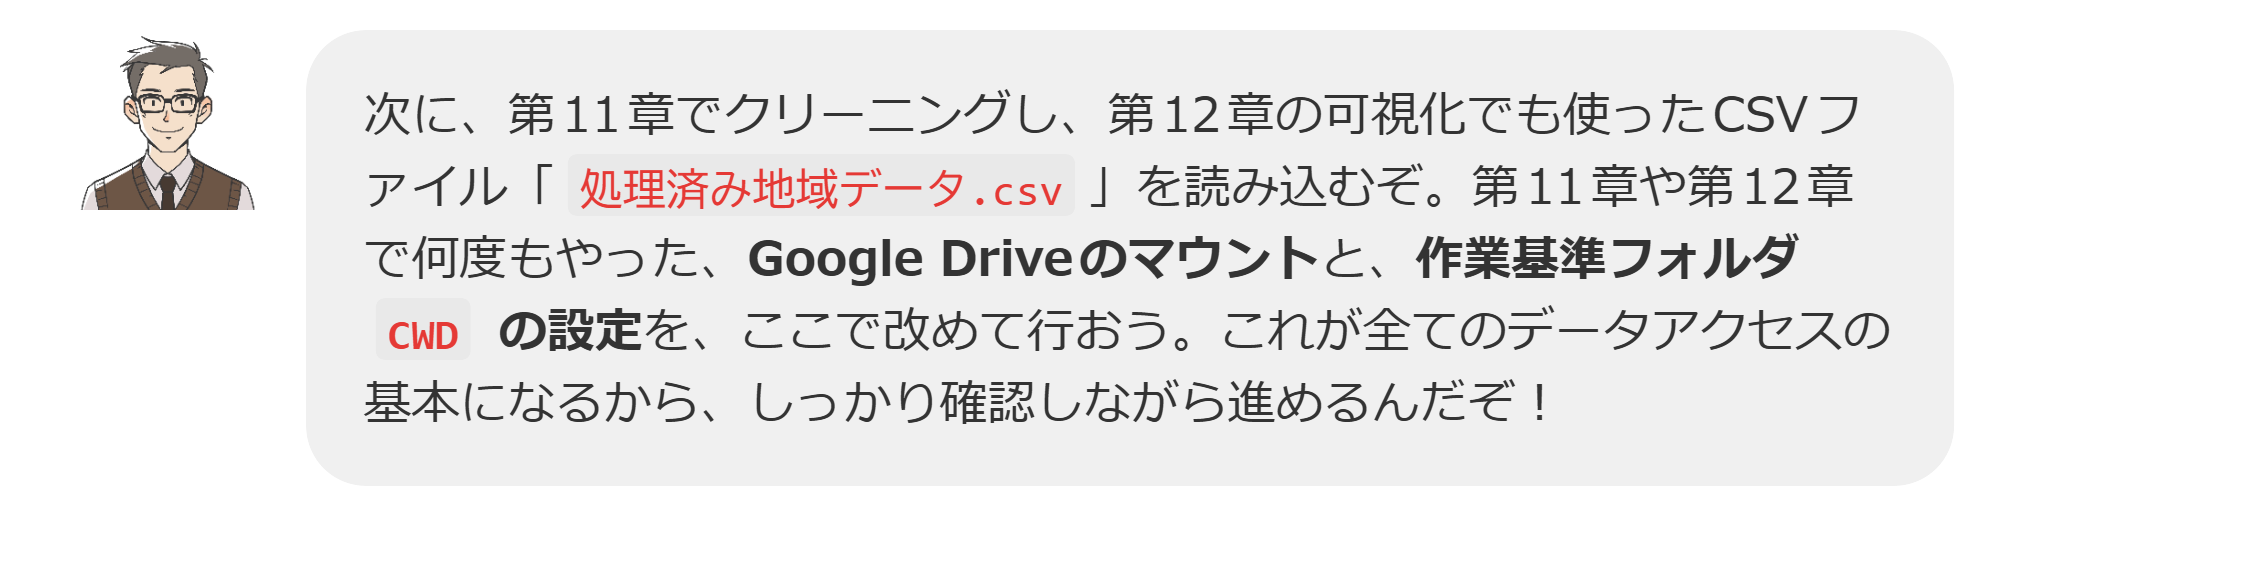 次に、第11章でクリーニングし、第12章の可視化でも使ったCSVフ
ァイル「 処理済み地域データ.csv 」を読み込むぞ。第11章や第12章
で何度もやった、Google Driveのマウントと、作業基準フォルダ
CWD の設定を、ここで改めて行おう。これが全てのデータアクセスの
基本になるから、しっかり確認しながら進めるんだぞ！